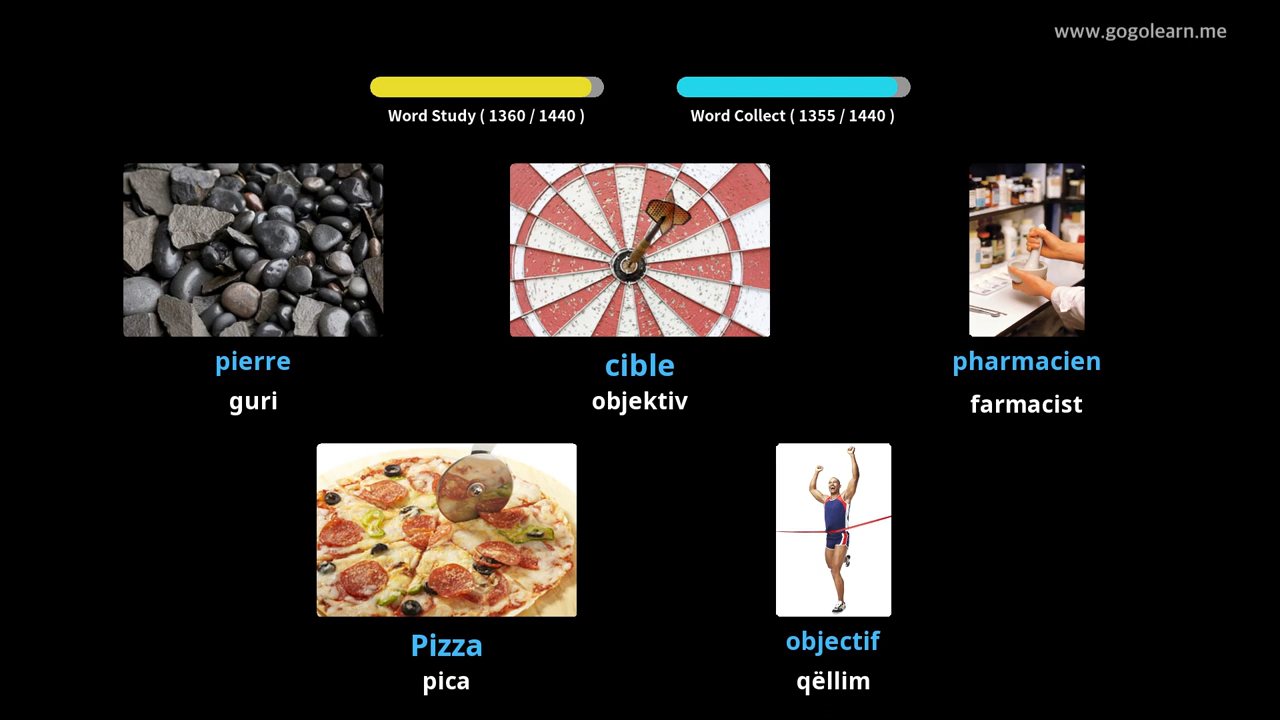 www.gogolearn.me
Word Study ( 1360 / 1440 )
Word Collect ( 1355 / 1440 )
pierre
guri
cible
objektiv
pharmacien
farmacist
Pizza
pica
objectif
qëllim